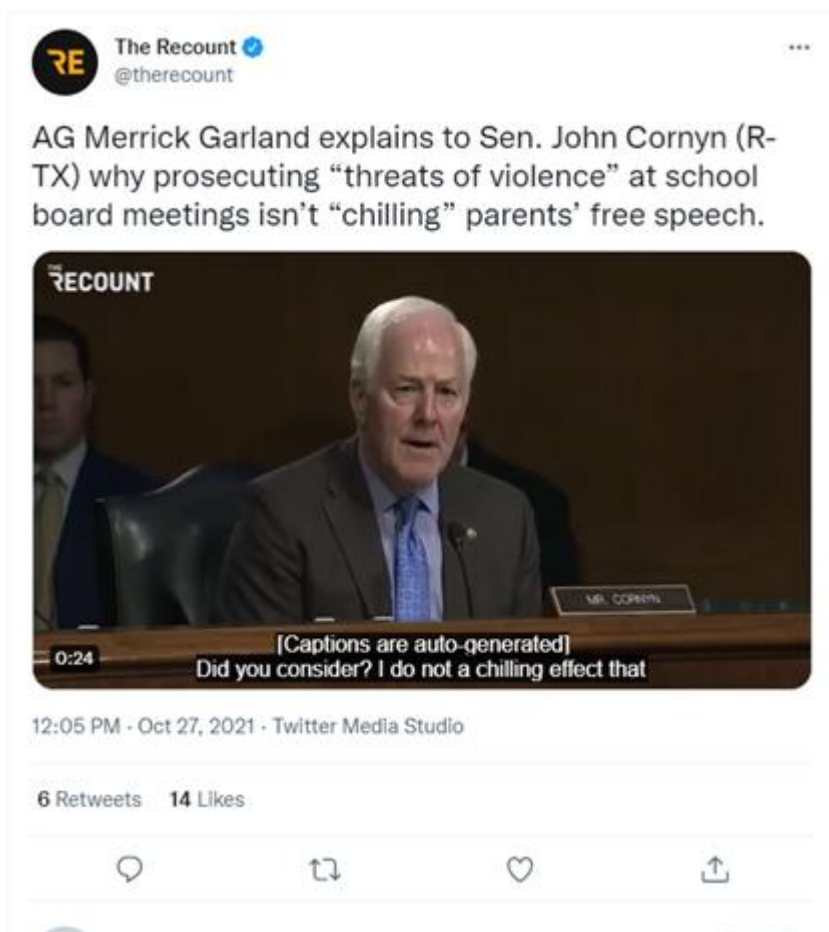 RE
The Recount
@therecount
AG Merrick Garland explains to Sen. John Cornyn (R-
TX) why prosecuting “threats of violence” at school
board meetings isn’t “chilling” parents’ free speech.
THE
RECOUNT
MR. CORNYN
[Captions are auto-generated]
0:24
Did you consider? I do not a chilling effect that
12:05 PM · Oct 27, 2021 · Twitter Media Studio
6 Retweets 14 Likes